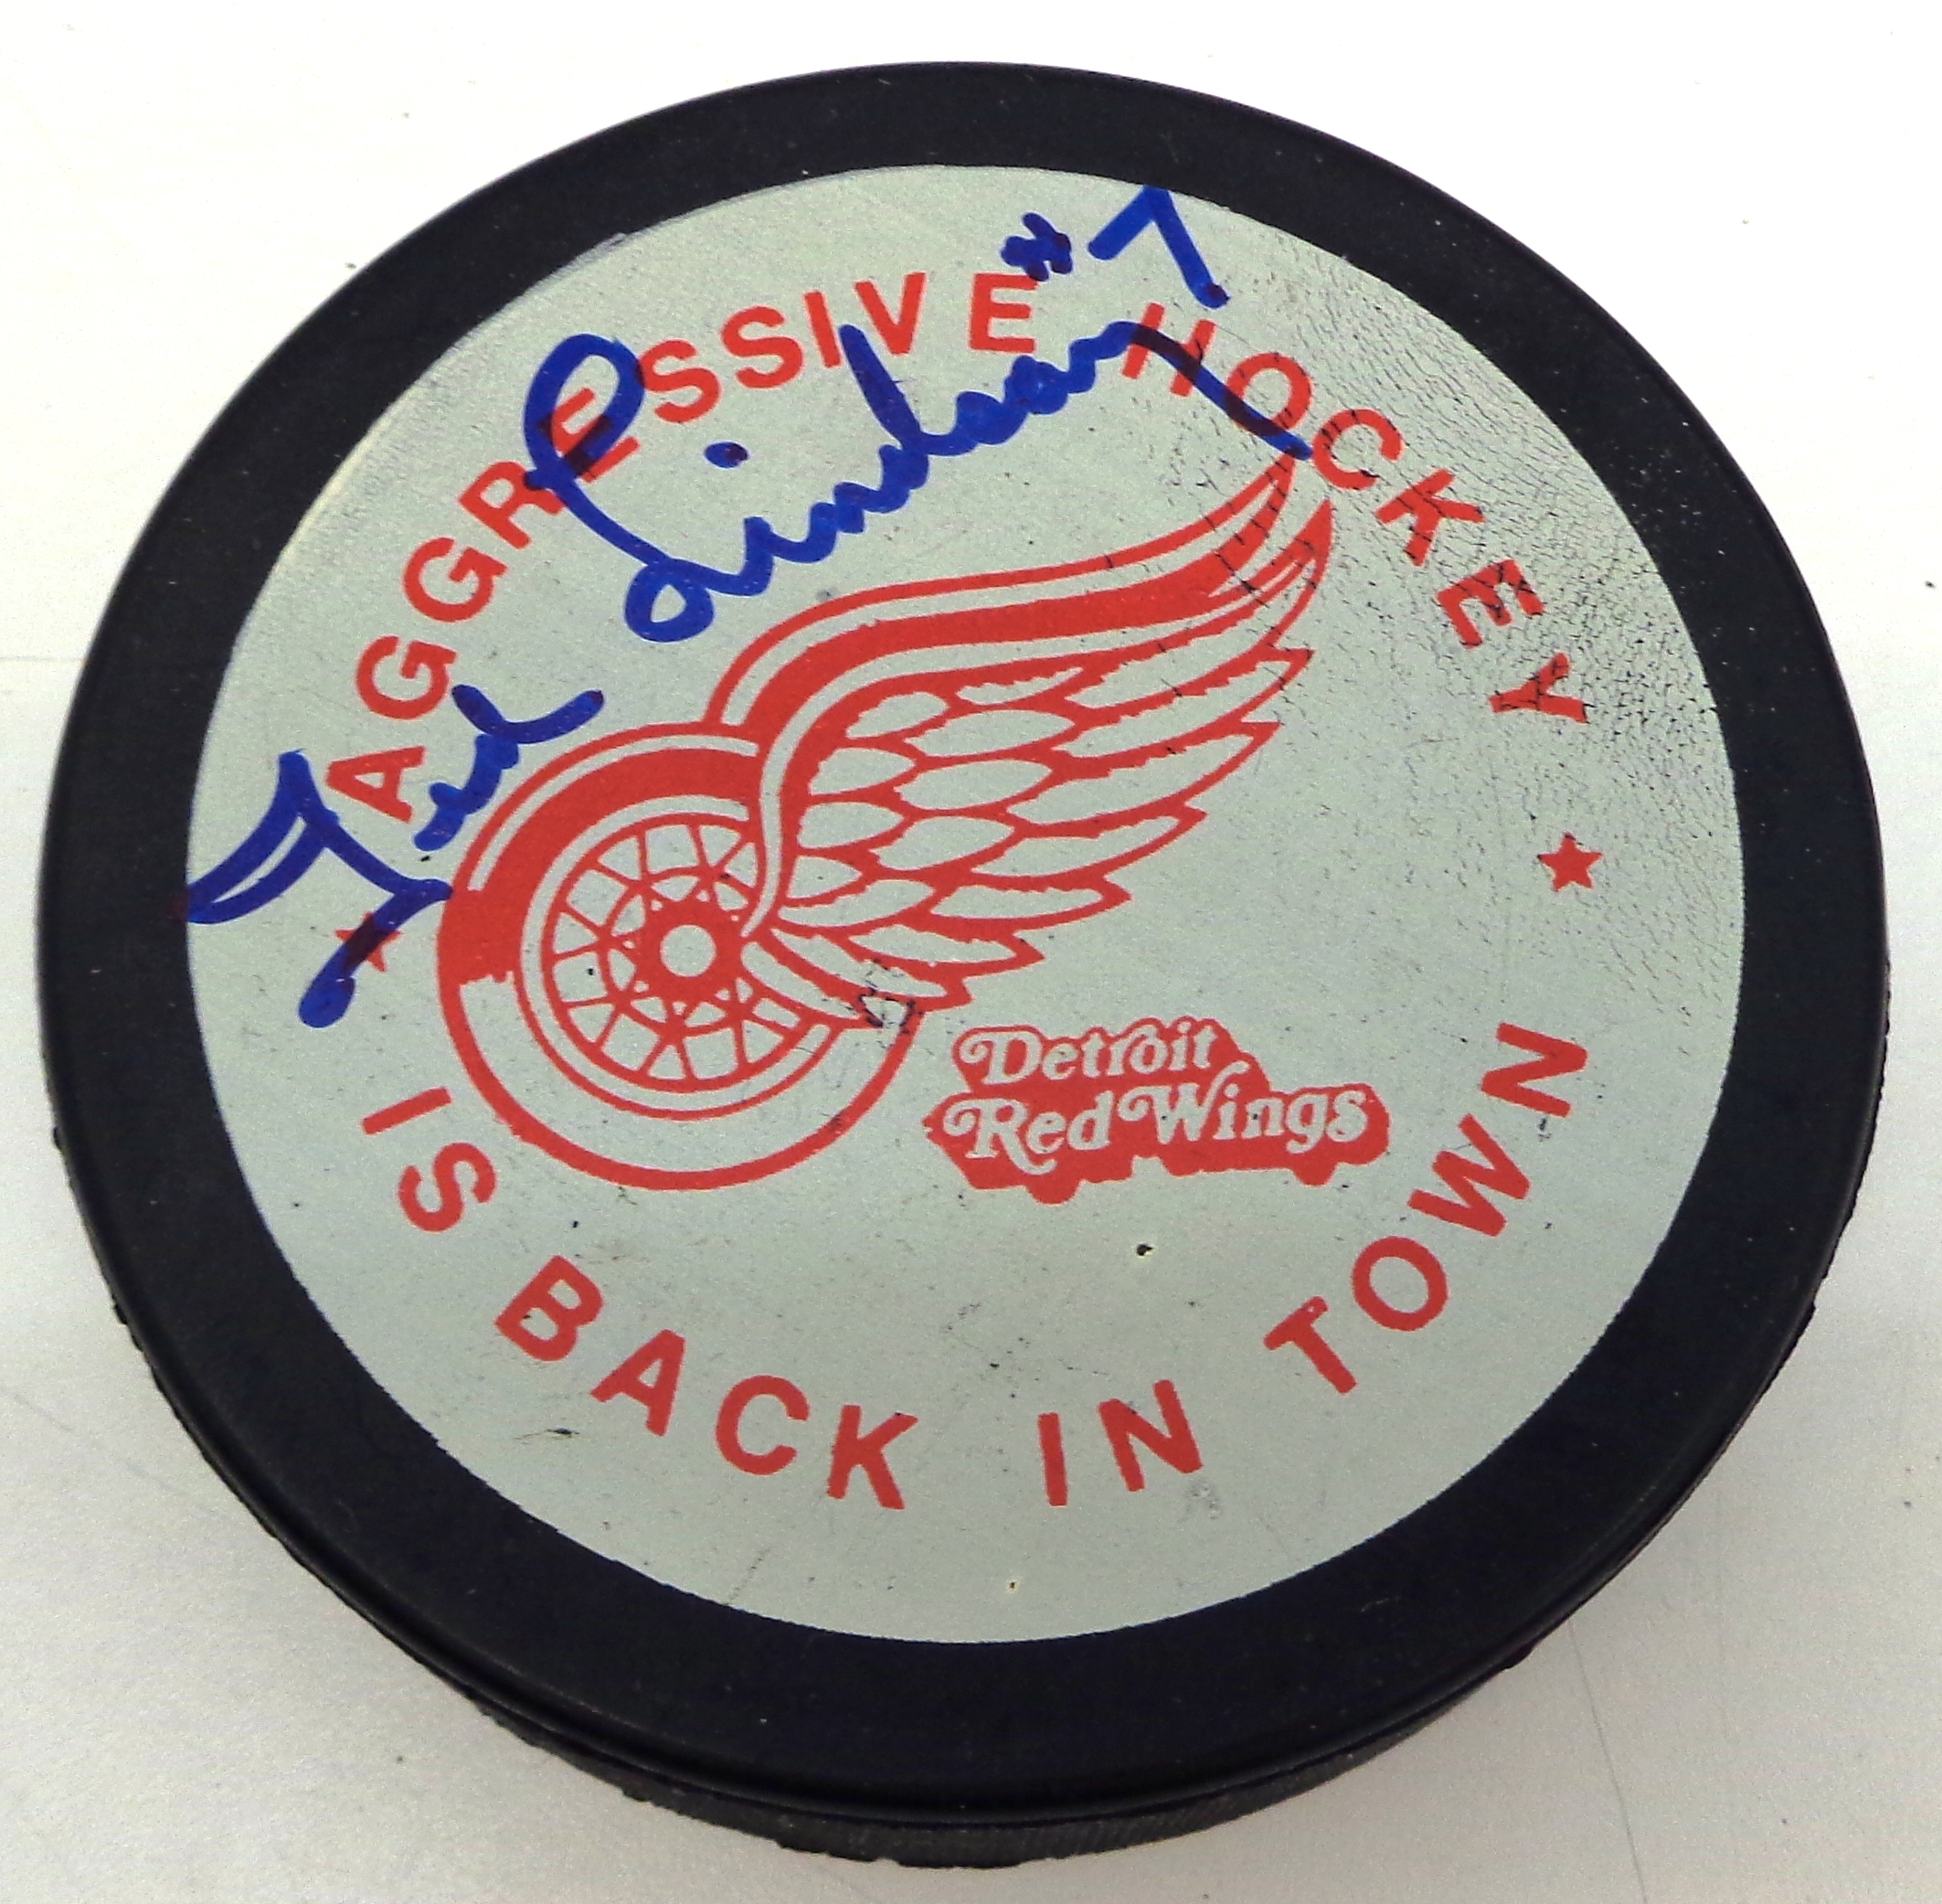 AGGRESSIVE HOCKEY
Ted Lindsay #7
Detroit
Red Wings
IS BACK IN TOWN